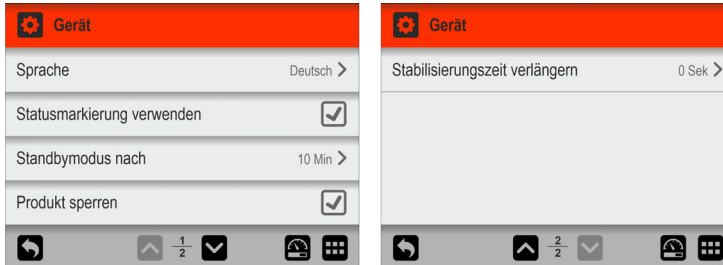 Gerät
Sprache Deutsch >
Statusmarkierung verwenden
Standbymodus nach 10 Min >
Produkt sperren
1/2
Gerät
Stabilisierungszeit verlängern 0 Sek >
2/2